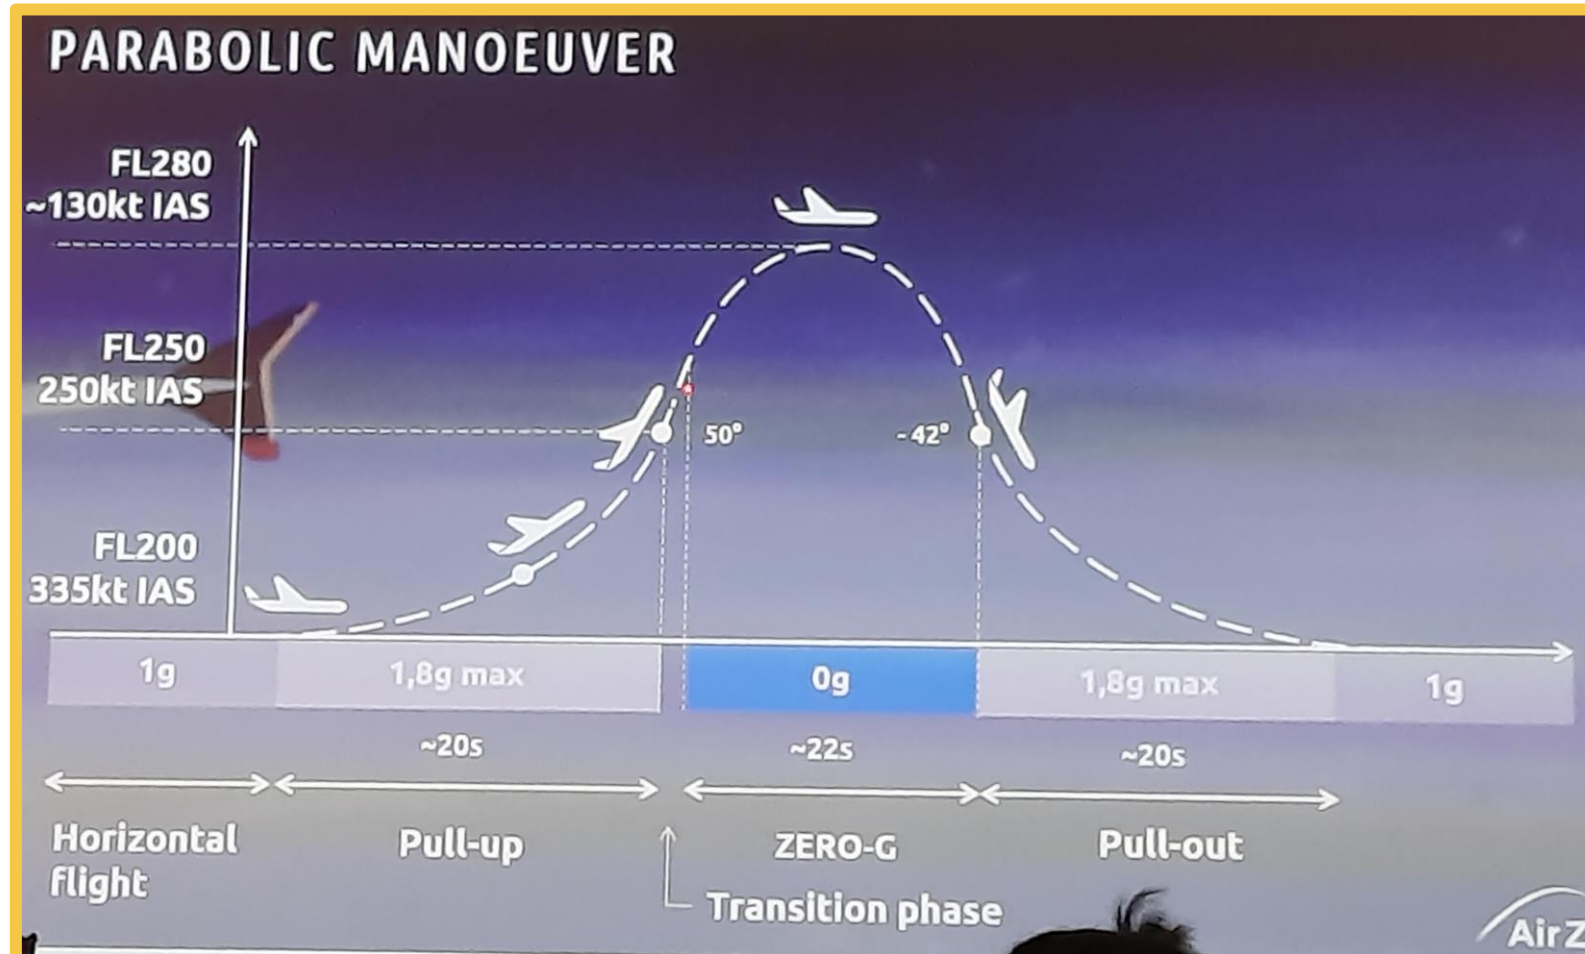 PARABOLIC MANOEUVER
FL280
~130kt IAS
FL250
250kt IAS
50°
-42°
FL200
335kt IAS
1g
1,8g max
0g
1,8g max
1g
~20s
~22s
~20s
Horizontal
flight
Pull-up
ZERO-G
Pull-out
Transition phase
Air Z